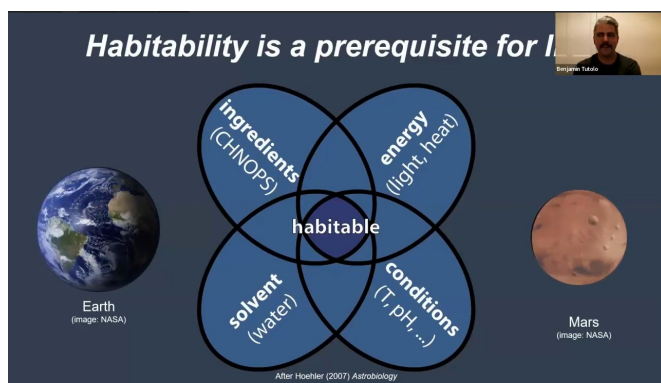 Habitability is a prerequisite for
Benjamin Tutolo
ingredients
(CHNOPS)
energy
(light, heat)
habitable
solvent
(water)
conditions
(T, pH, ...)
Earth
(image: NASA)
Mars
(image: NASA)
After Hoehler (2007) Astrobiology